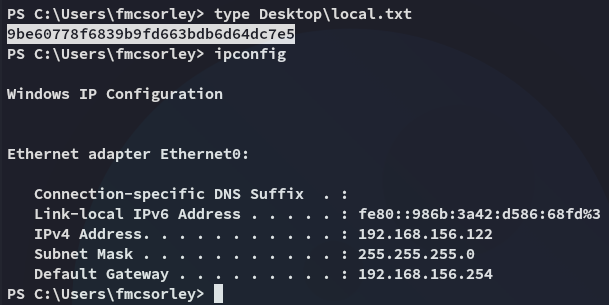 PS C:\Users\fmcsorley> type Desktop\local.txt
9be60778f6839b9fd663bdb6d64dc7e5
PS C:\Users\fmcsorley> ipconfig
Windows IP Configuration
Ethernet adapter Ethernet0:
   Connection-specific DNS Suffix  . :
   Link-local IPv6 Address . . . . . : fe80::986b:3a42:d586:68fd%3
   IPv4 Address. . . . . . . . . . . : 192.168.156.122
   Subnet Mask . . . . . . . . . . . : 255.255.255.0
   Default Gateway . . . . . . . . . : 192.168.156.254
PS C:\Users\fmcsorley>